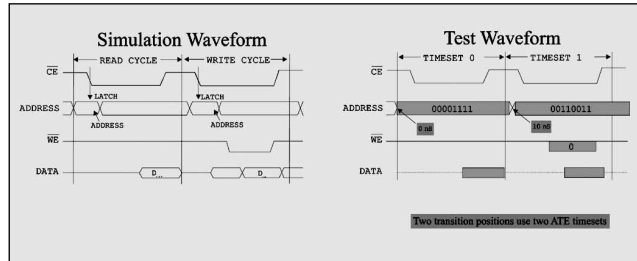 Simulation Waveform
READ CYCLE
WRITE CYCLE
CE
LATCH
LATCH
ADDRESS
ADDRESS
ADDRESS
WE
DATA
D
D
Test Waveform
TIMESET 0
TIMESET 1
CE
ADDRESS
00001111
00110011
0 nS
10 nS
WE
0
DATA
Two transition positions use two ATE timesets